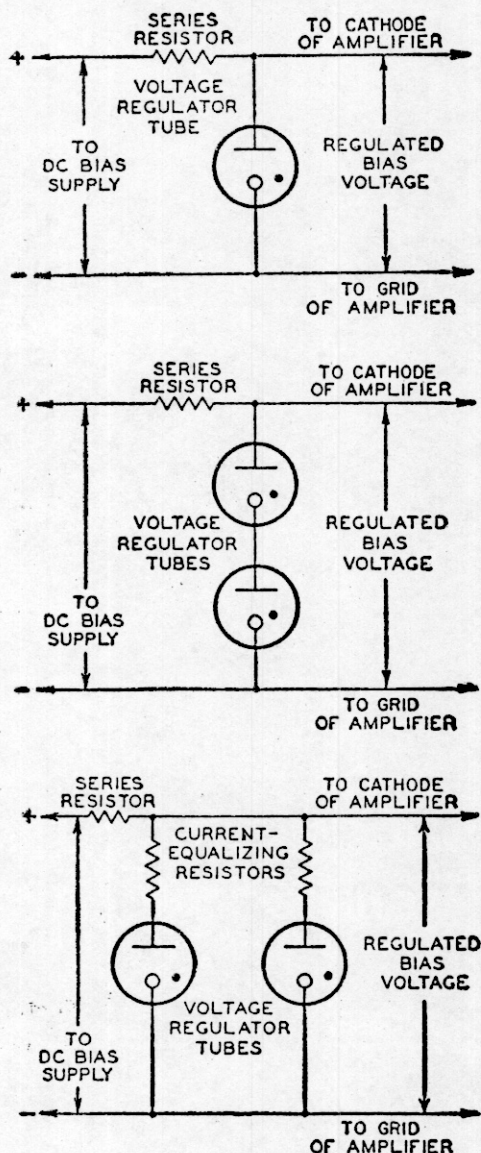 SERIES
RESISTOR
TO CATHODE
OF AMPLIFIER
+
VOLTAGE
REGULATOR
TUBE
TO
DC BIAS
SUPPLY
REGULATED
BIAS
VOLTAGE
-
TO GRID
OF AMPLIFIER
SERIES
RESISTOR
TO CATHODE
OF AMPLIFIER
+
VOLTAGE
REGULATOR
TUBES
REGULATED
BIAS
VOLTAGE
TO
DC BIAS
SUPPLY
-
TO GRID
OF AMPLIFIER
SERIES
RESISTOR
TO CATHODE
OF AMPLIFIER
+
CURRENT-
EQUALIZING
RESISTORS
REGULATED
BIAS
VOLTAGE
VOLTAGE
REGULATOR
TUBES
TO
DC BIAS
SUPPLY
-
TO GRID
OF AMPLIFIER